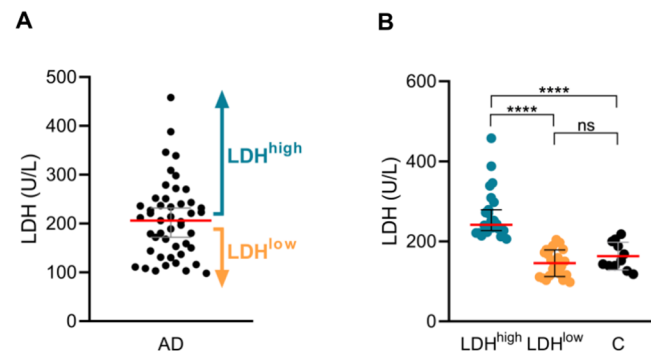 A
LDH (U/L)
500
400
300
200
100
0
LDHhigh
LDHlow
AD
B
LDH (U/L)
600
400
200
0
****
****
ns
LDHhigh LDHlow C